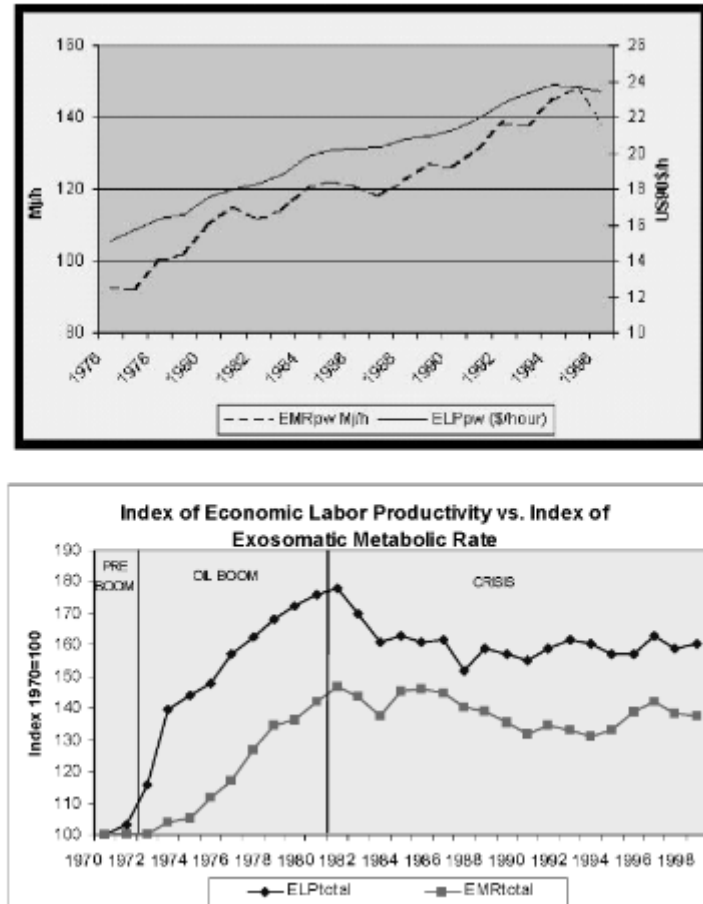 160
140
120
100
80
Mj/h
26
24
22
20
18
16
14
12
10
US90$/h
1976
1978
1980
1982
1984
1986
1988
1990
1992
1994
1996
EMRpw Mj/h
ELPpw ($/hour)
Index of Economic Labor Productivity vs. Index of
Exosomatic Metabolic Rate
190
180
170
160
150
140
130
120
110
100
Index 1970=100
PRE
BOOM
OIL BOOM
CRISIS
1970 1972 1974 1976 1978 1980 1982 1984 1986 1988 1990 1992 1994 1996 1998
ELPtotal
EMRtotal